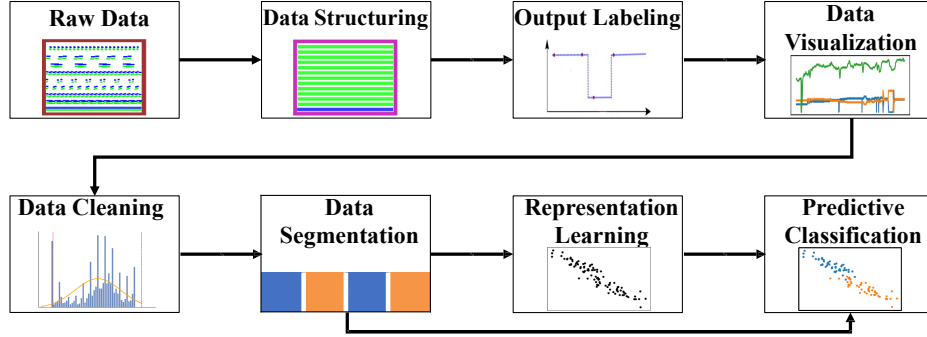 Raw Data
Data Structuring
Output Labeling
Data
Visualization
Data Cleaning
Data
Segmentation
Representation
Learning
Predictive
Classification